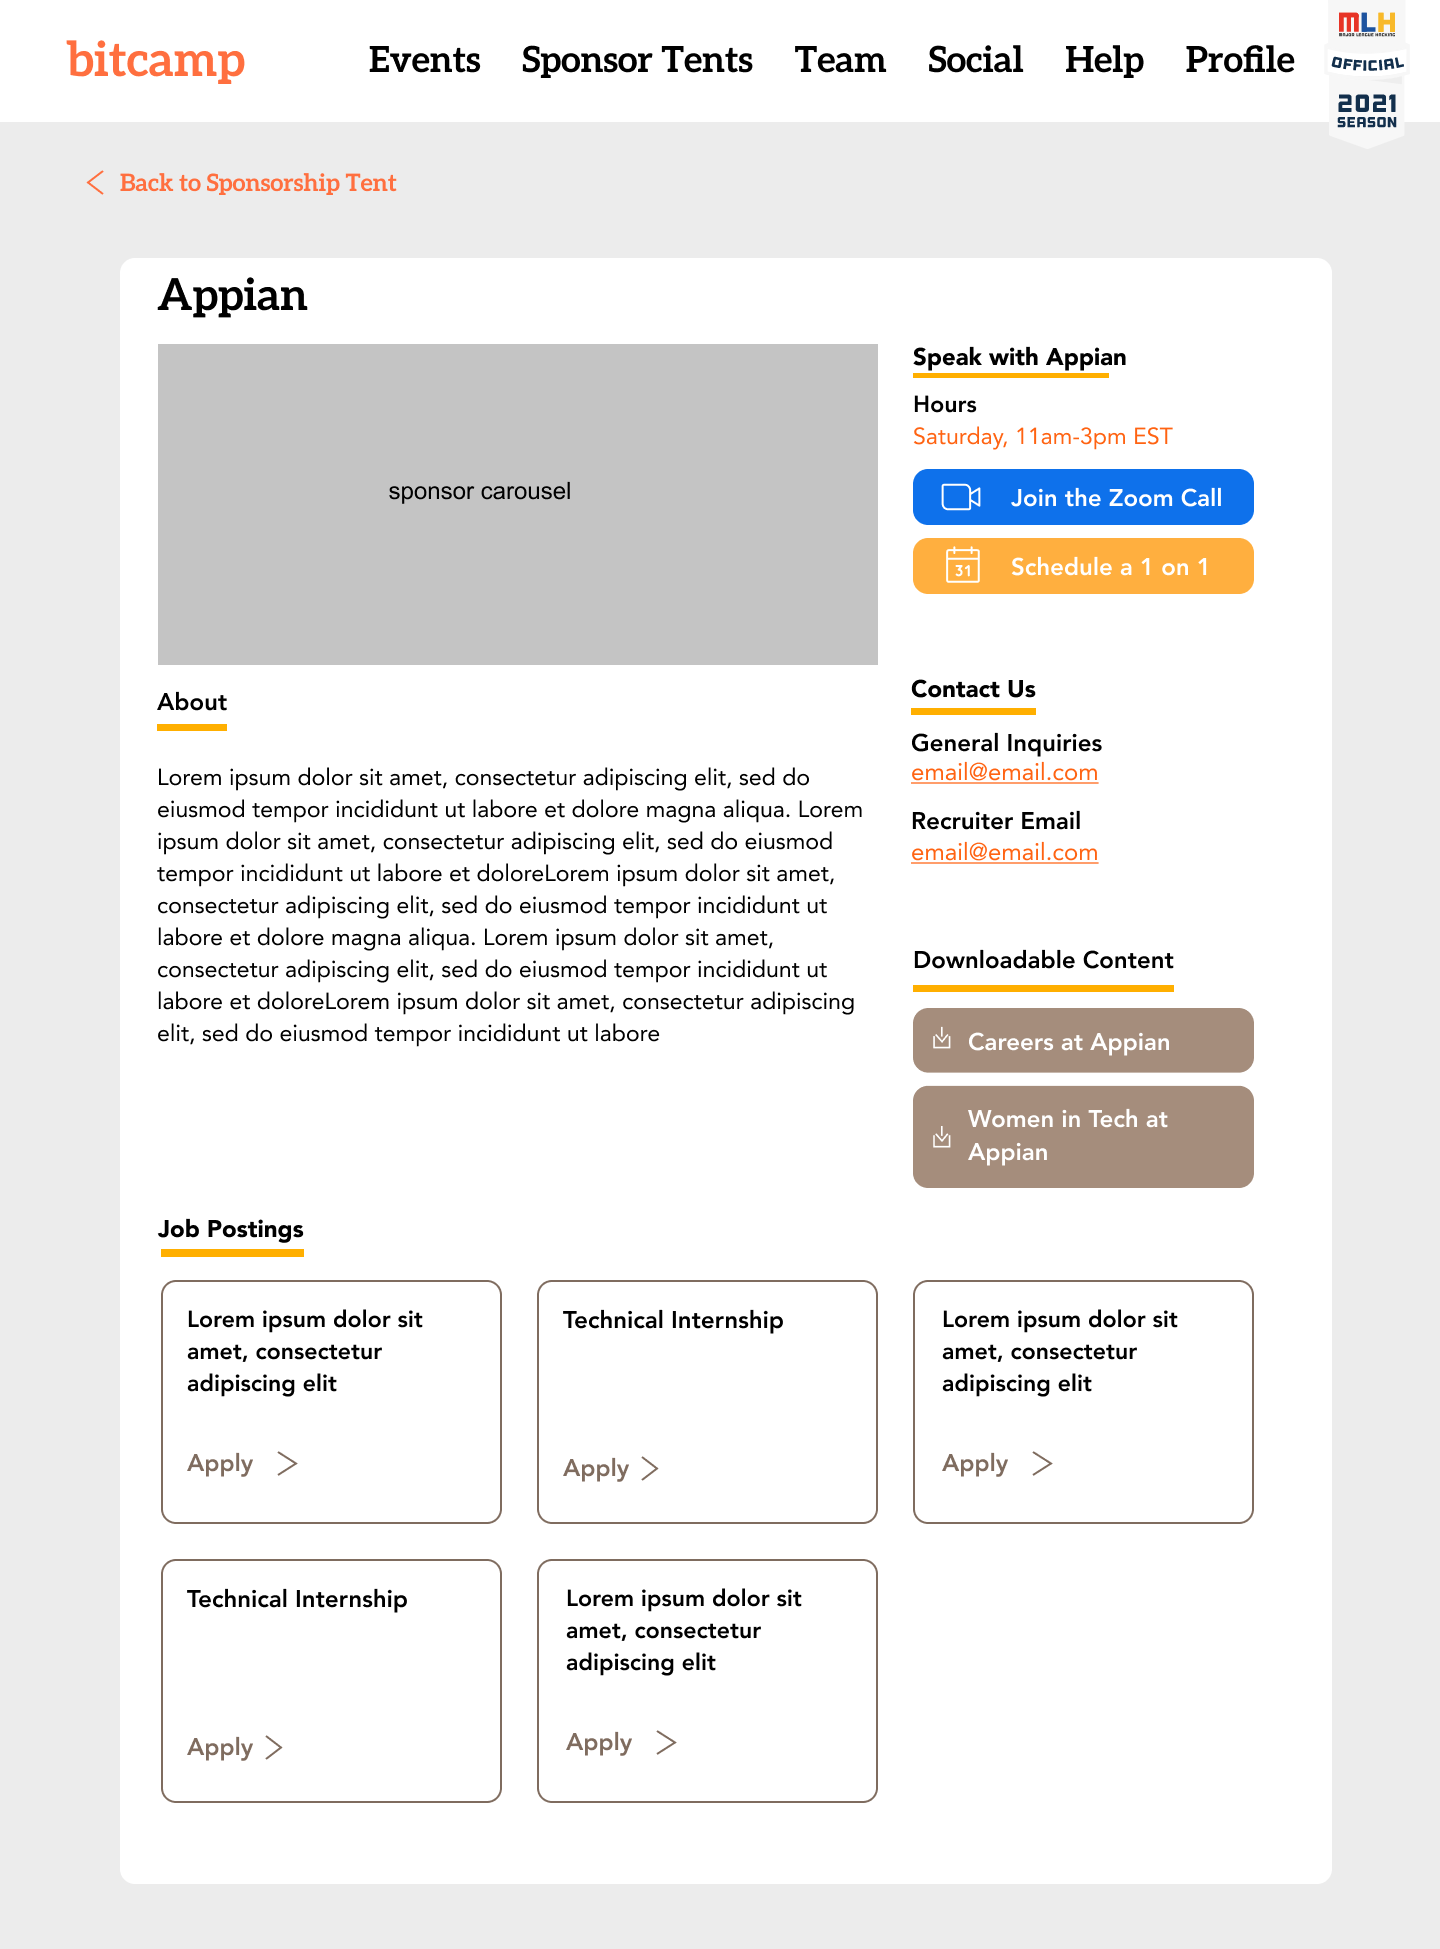 bitcamp
Events
Sponsor Tents
Team
Social
Help
Profile
MLH
MAJOR LEAGUE HACKING
OFFICIAL
2021
SEASON
Back to Sponsorship Tent
Appian
sponsor carousel
Speak with Appian
Hours
Saturday, 11am-3pm EST
Join the Zoom Call
31
Schedule a 1 on 1
About
Lorem ipsum dolor sit amet, consectetur adipiscing elit, sed do
eiusmod tempor incididunt ut labore et dolore magna aliqua. Lorem
ipsum dolor sit amet, consectetur adipiscing elit, sed do eiusmod
tempor incididunt ut labore et doloreLorem ipsum dolor sit amet,
consectetur adipiscing elit, sed do eiusmod tempor incididunt ut
labore et dolore magna aliqua. Lorem ipsum dolor sit amet,
consectetur adipiscing elit, sed do eiusmod tempor incididunt ut
labore et doloreLorem ipsum dolor sit amet, consectetur adipiscing
elit, sed do eiusmod tempor incididunt ut labore
Contact Us
General Inquiries
email@email.com
Recruiter Email
email@email.com
Downloadable Content
Careers at Appian
Women in Tech at
Appian
Job Postings
Lorem ipsum dolor sit
amet, consectetur
adipiscing elit
Apply
Technical Internship
Apply
Lorem ipsum dolor sit
amet, consectetur
adipiscing elit
Apply
Technical Internship
Apply
Lorem ipsum dolor sit
amet, consectetur
adipiscing elit
Apply